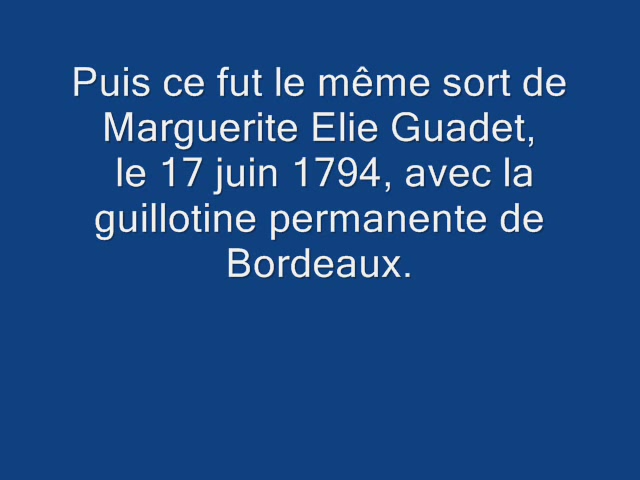 Puis ce fut le même sort de
Marguerite Elie Guadet,
le 17 juin 1794, avec la
guillotine permanente de
Bordeaux.